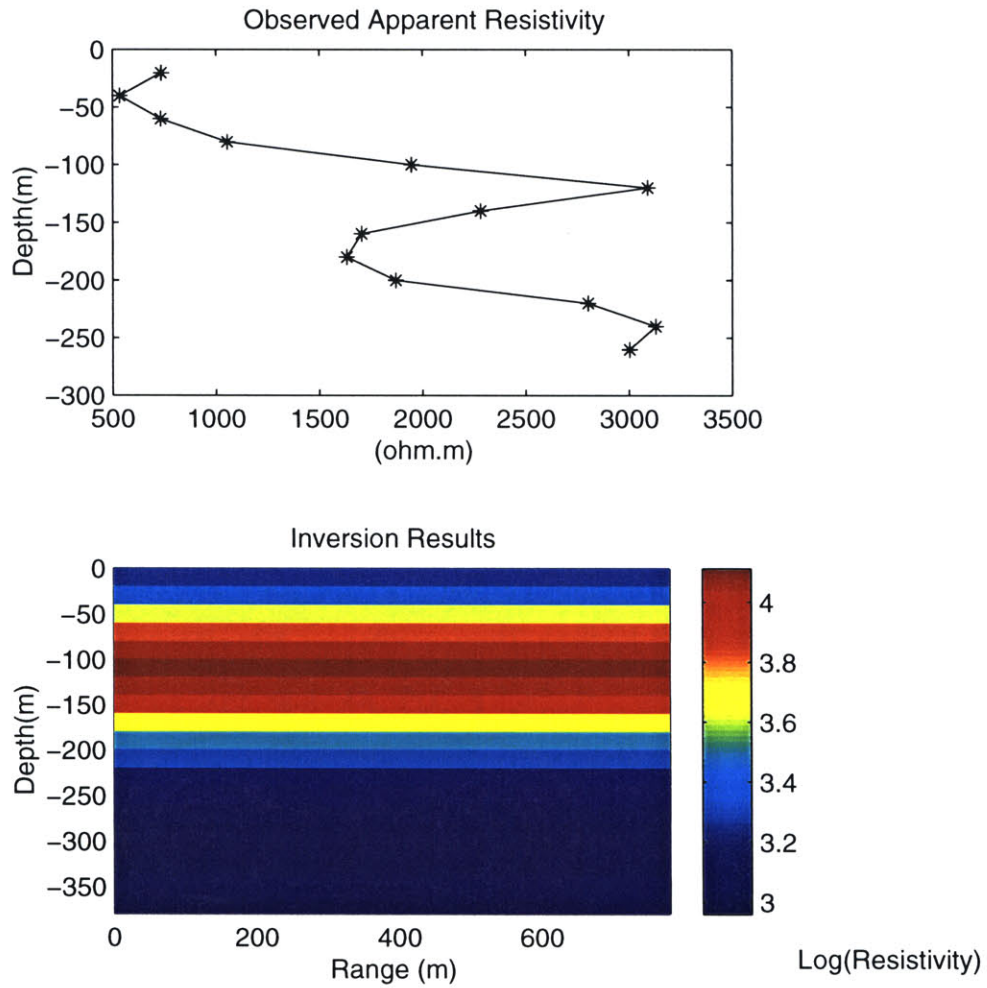 Observed Apparent Resistivity
0
−50
−100
−150
−200
−250
−300
Depth(m)
500 1000 1500 2000 2500 3000 3500
(ohm.m)
Inversion Results
0
−50
−100
−150
−200
−250
−300
−350
Depth(m)
0 200 400 600
Range (m)
4
3.8
3.6
3.4
3.2
3
Log(Resistivity)